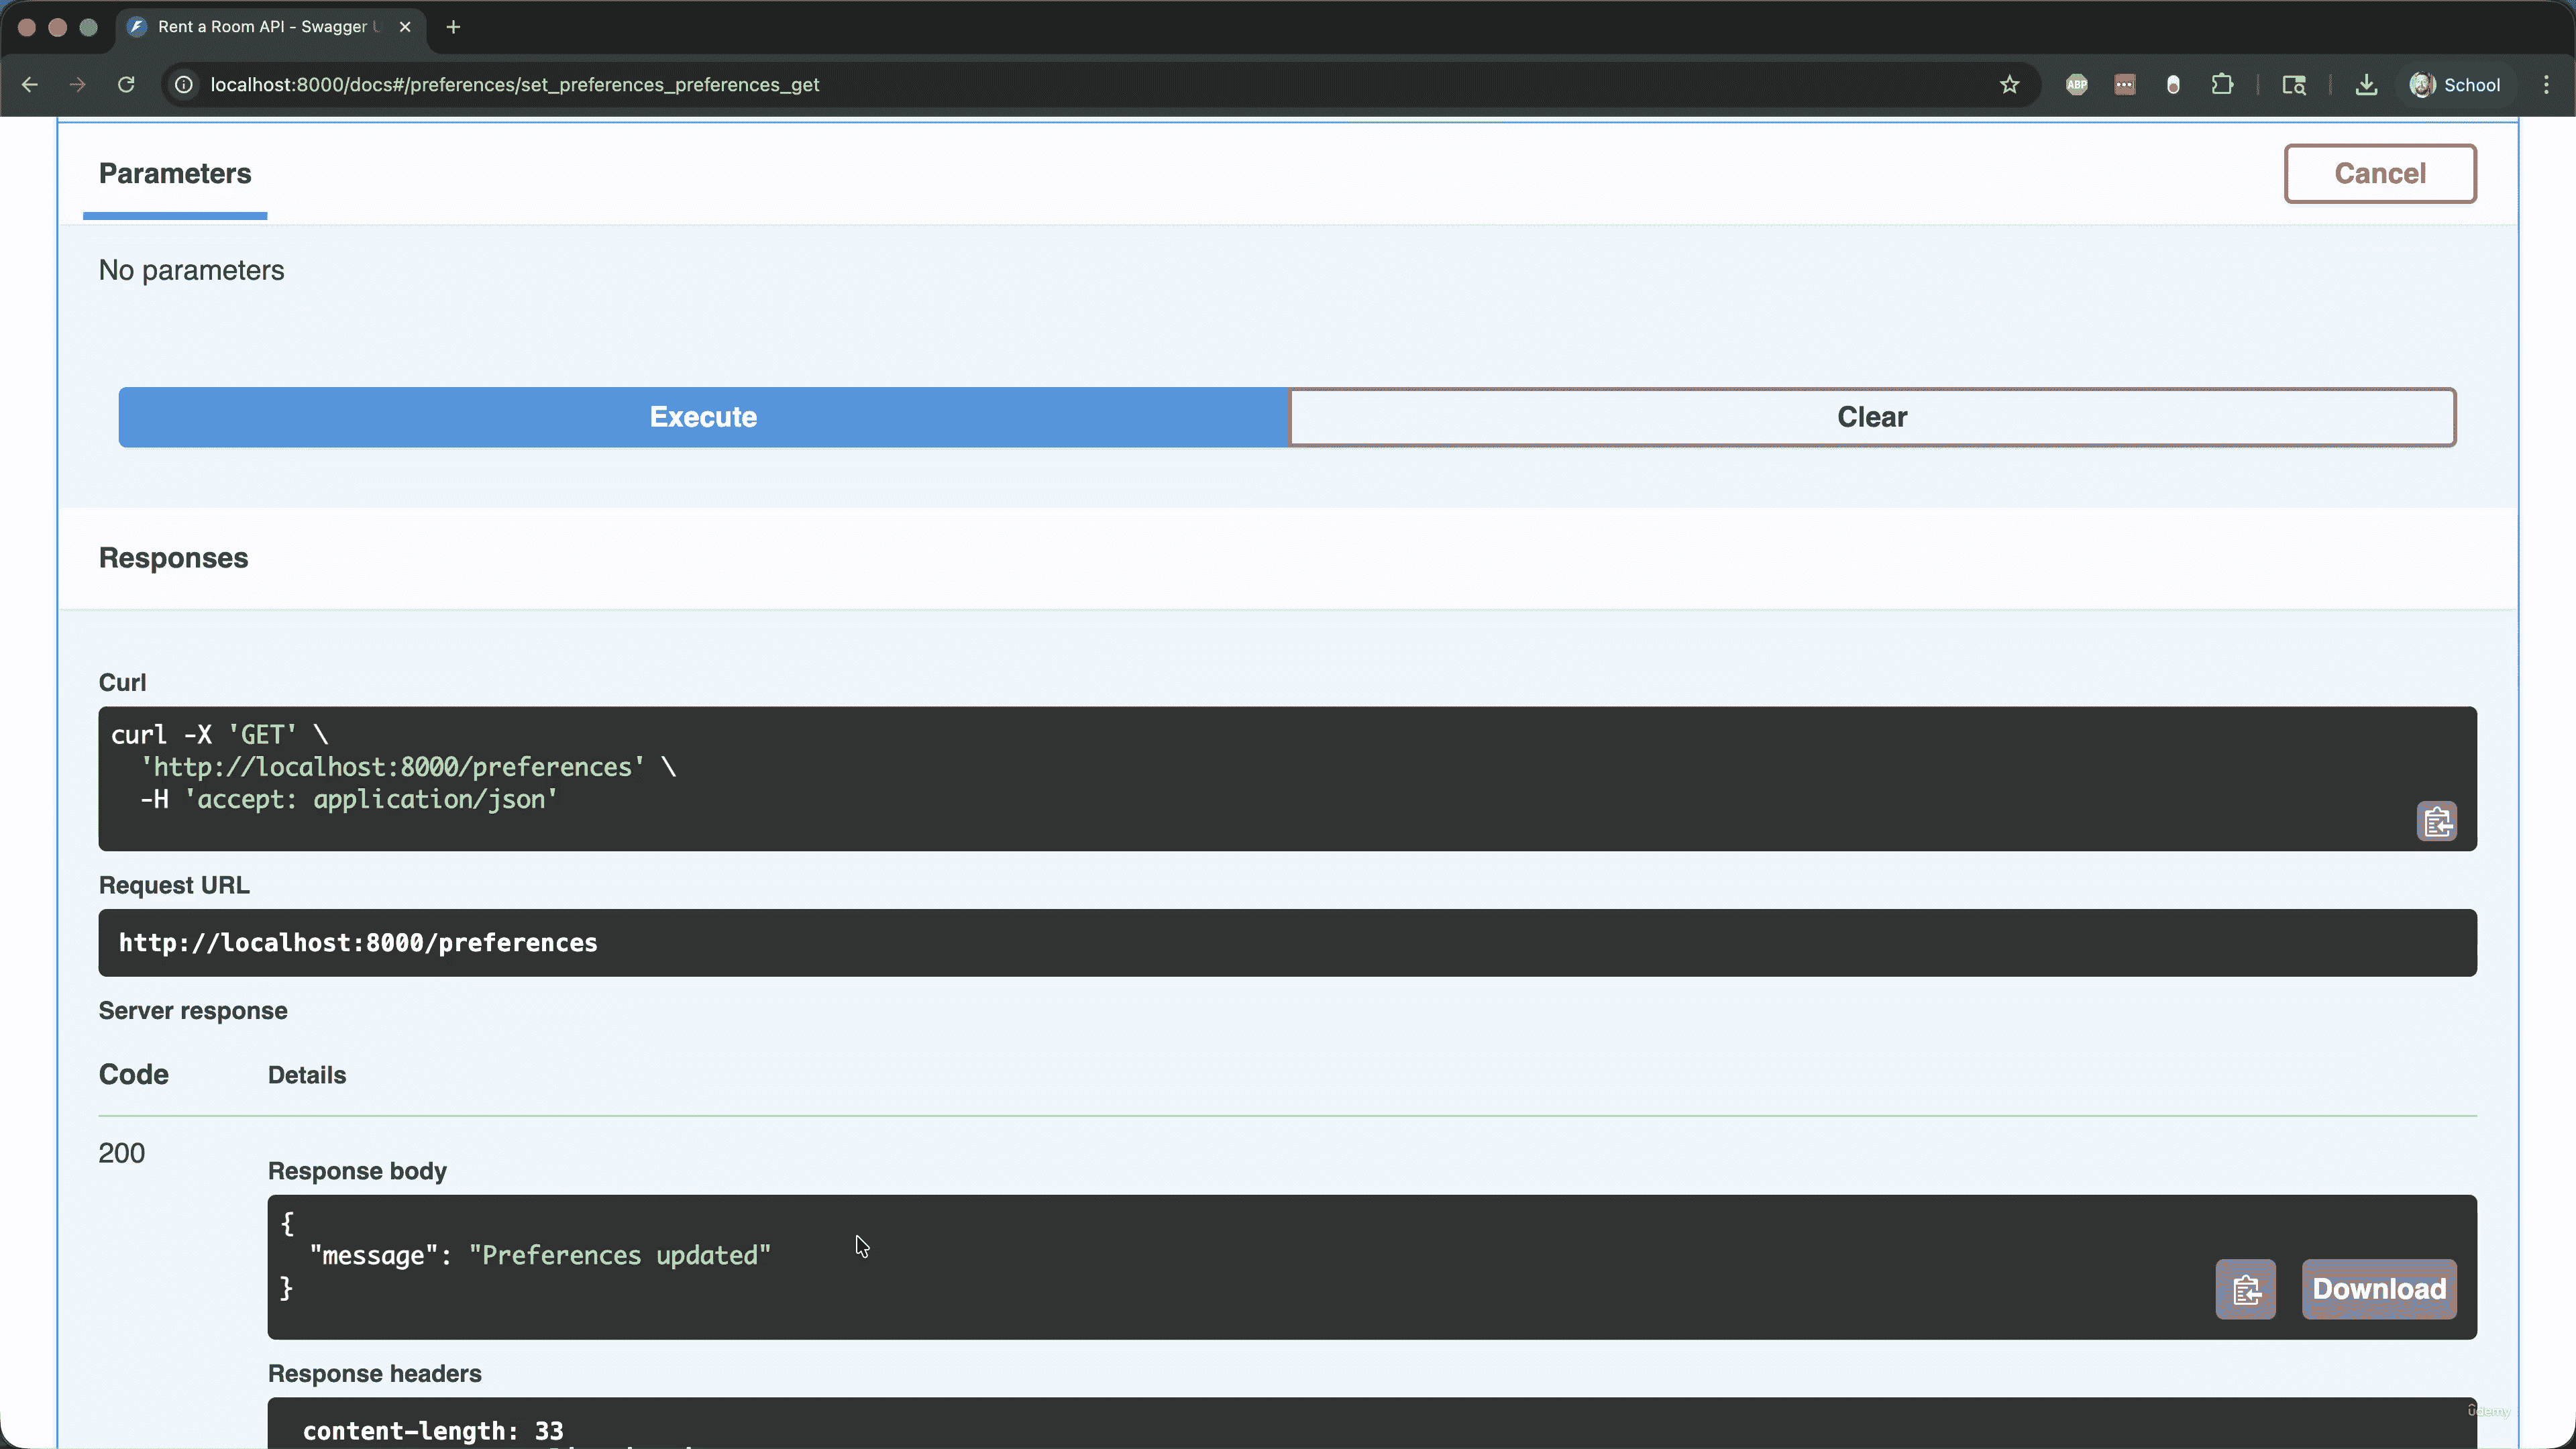 Rent a Room API - Swagger U
localhost:8000/docs#/preferences/set_preferences_preferences_get
ABP
School
Parameters
Cancel
No parameters
Execute
Clear
Responses
Curl
curl -X 'GET' \
  'http://localhost:8000/preferences' \
  -H 'accept: application/json'
Request URL
http://localhost:8000/preferences
Server response
Code
Details
200
Response body
{
  "message": "Preferences updated"
}
Download
Response headers
content-length: 33
udemy